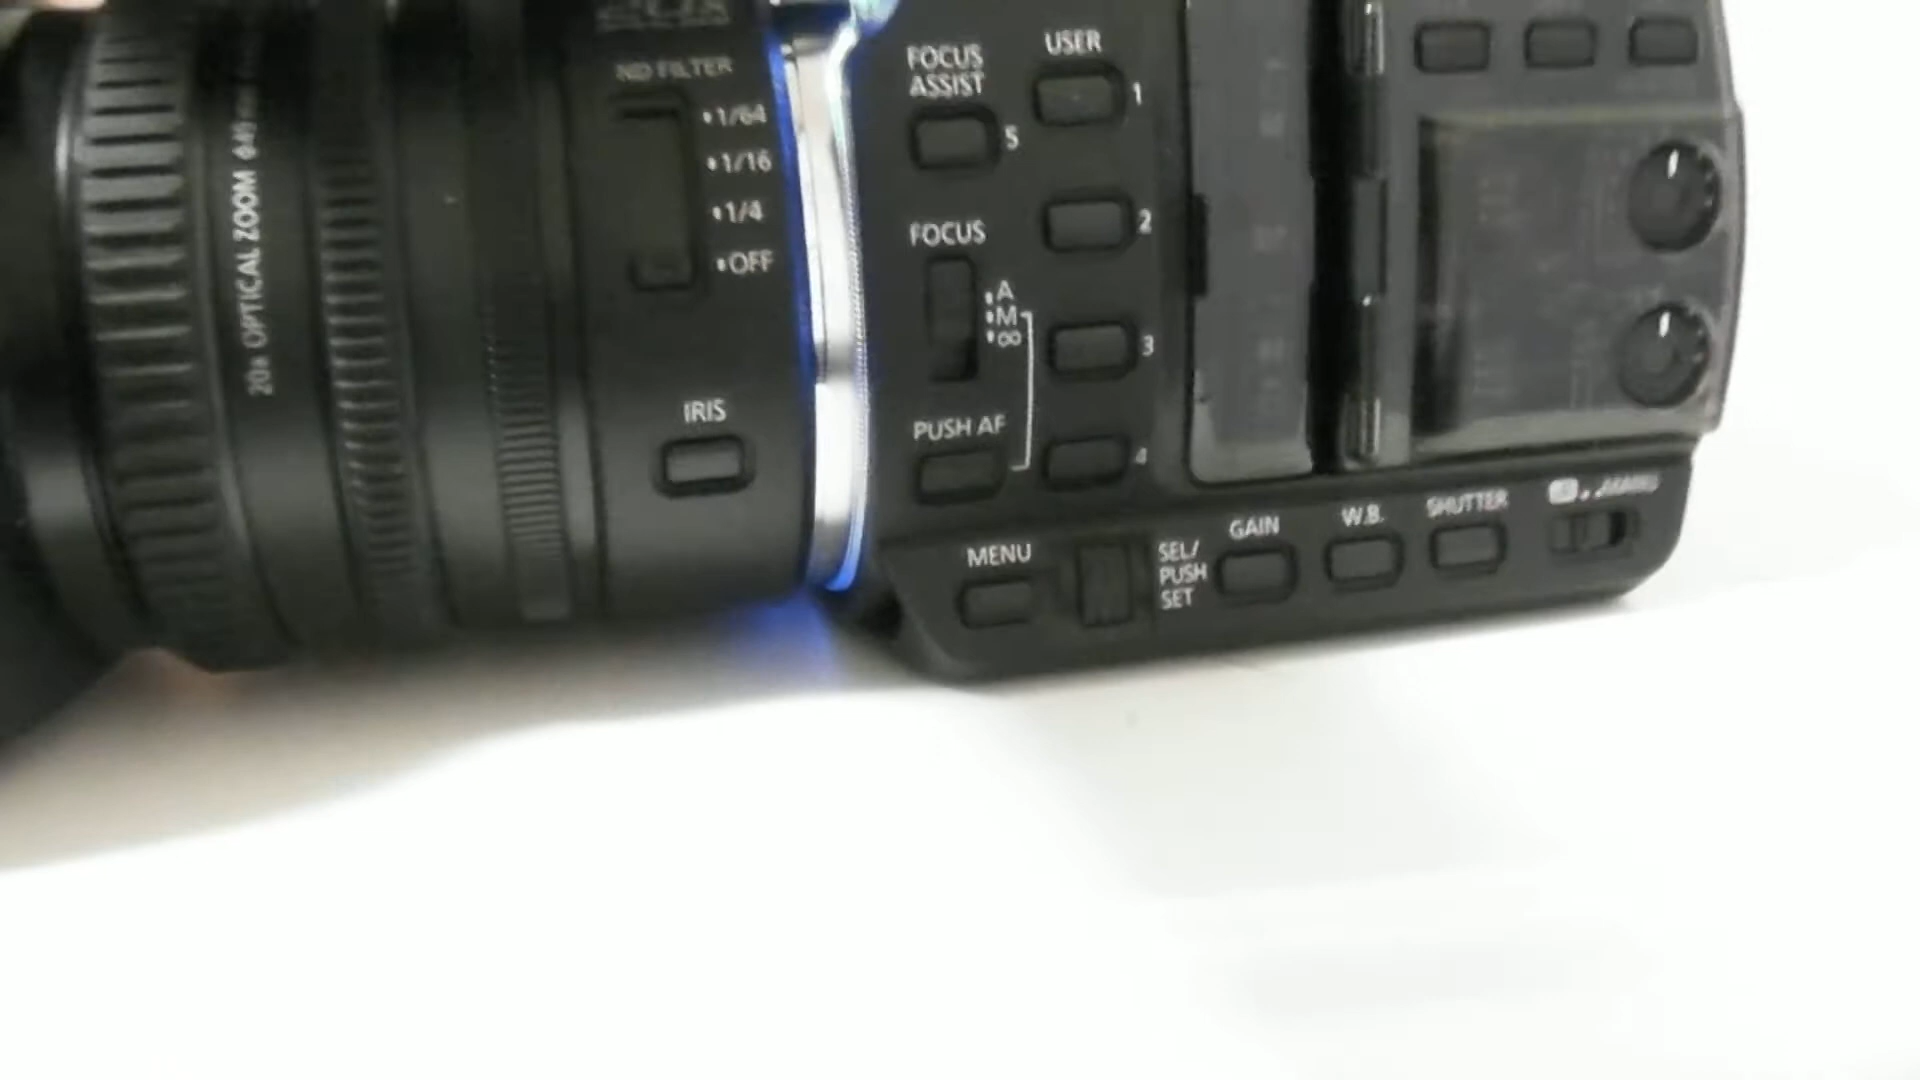 20x OPTICAL ZOOM ϕ49mm
ND FILTER
1/64
1/16
1/4
OFF
IRIS
FOCUS
ASSIST
5
USER
1
2
3
4
FOCUS
A
M
∞
PUSH AF
MENU
SEL/
PUSH
SET
GAIN
W.B.
SHUTTER